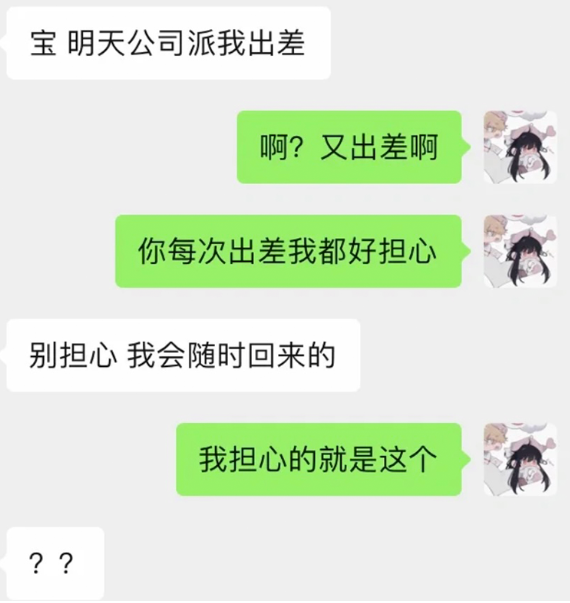 宝 明天公司派我出差
啊？又出差啊
你每次出差我都好担心
别担心 我会随时回来的
我担心的就是这个
？？